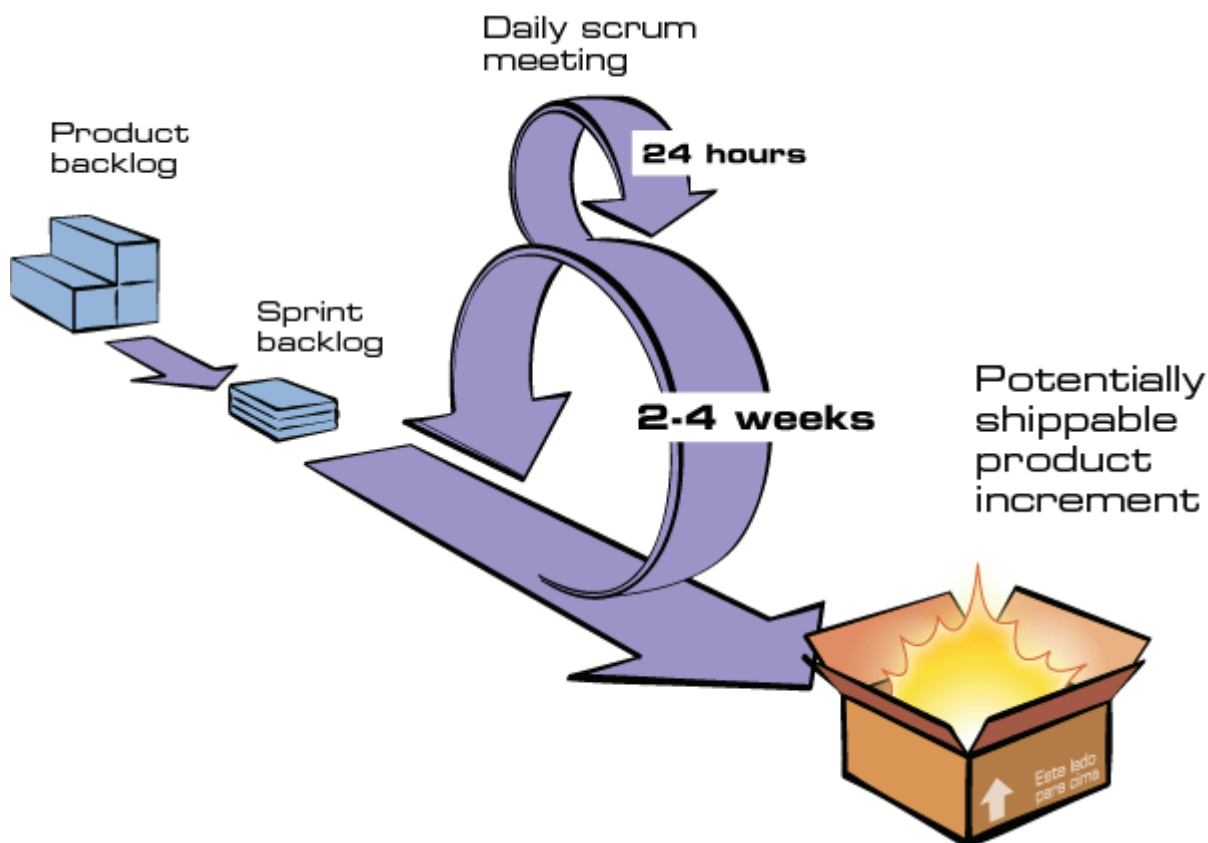 Daily scrum
meeting
24 hours
Product
backlog
Sprint
backlog
2-4 weeks
Potentially
shippable
product
increment
Este lado
para cima